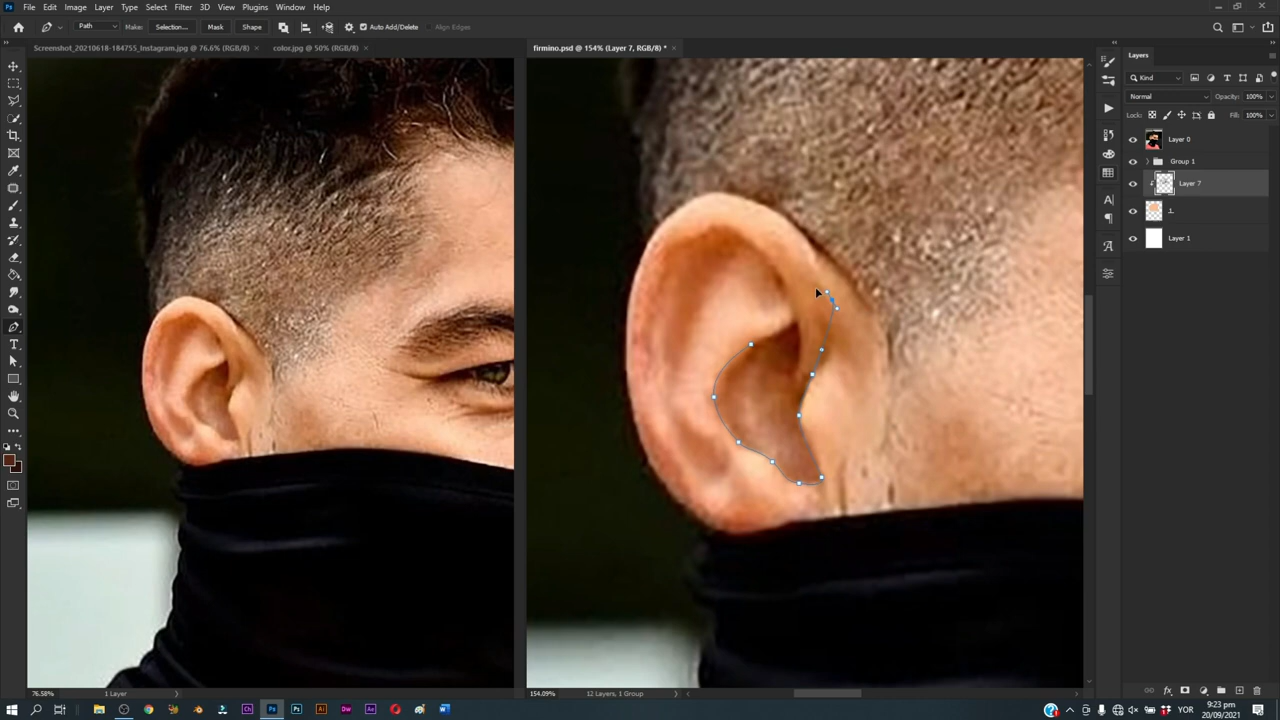 File Edit Image Layer Type Select Filter 3D View Plugins Window Help
Path Make: Selection... Mask Shape Auto Add/Delete Align Edges
Screenshot_20210618-184755_Instagram.jpg @ 76.6% (RGB/8) × color.jpg @ 50% (RGB/8) × firmino.psd @ 154% (Layer 7, RGB/8) * ×
Layers
Kind
Normal Opacity: 100%
Lock: Fill: 100%
Layer 0
Group 1
Layer 7
L
Layer 1
76.58% 1 Layer
154.09% 12 Layers, 1 Group
YOR
9:23 pm
20/09/2021